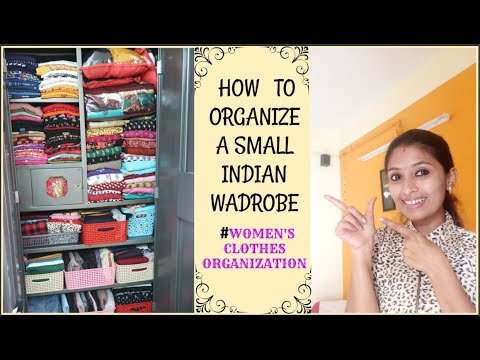 HOW TO
ORGANIZE
A SMALL
INDIAN
WADROBE
#WOMEN'S
CLOTHES
ORGANIZATION